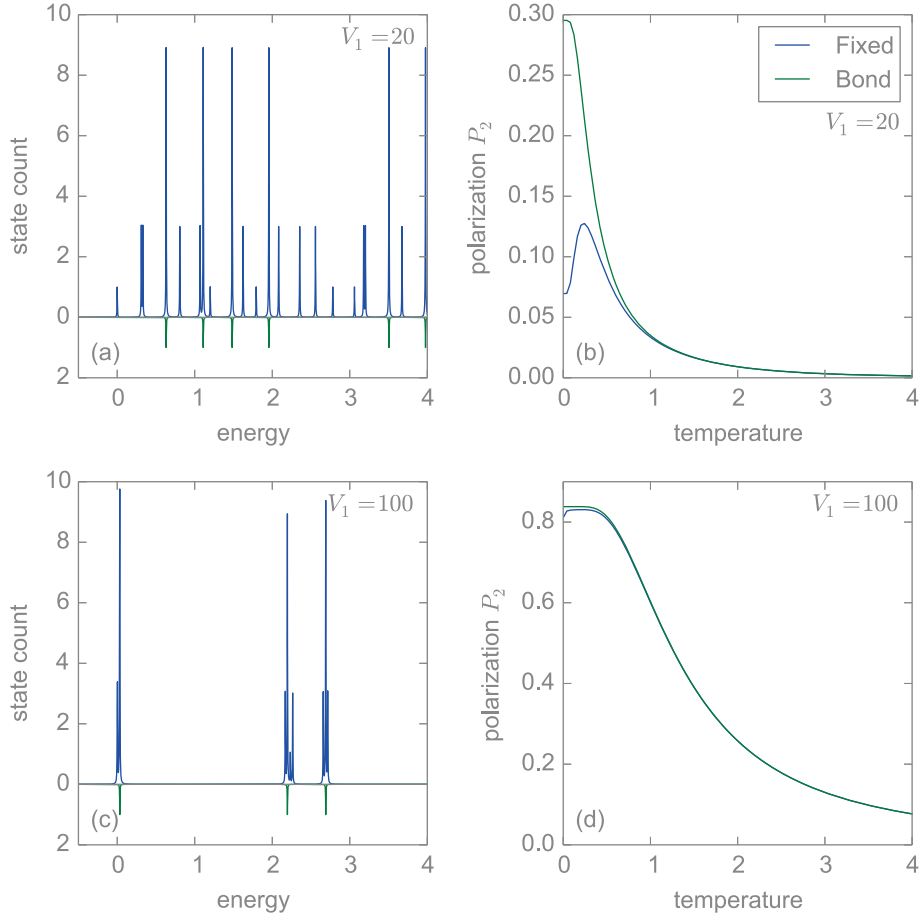 10
8
6
4
2
0
2
state count
V₁ = 20
(a)
0 1 2 3 4
energy
0.30
0.25
0.20
0.15
0.10
0.05
0.00
polarization P₂
Fixed
Bond
V₁ = 20
(b)
0 1 2 3 4
temperature
10
8
6
4
2
0
2
state count
V₁ = 100
(c)
0 1 2 3 4
energy
0.8
0.6
0.4
0.2
0.0
polarization P₂
V₁ = 100
(d)
0 1 2 3 4
temperature